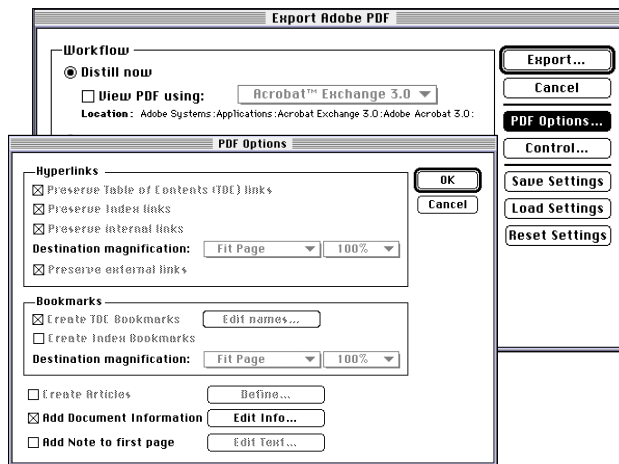 Export Adobe PDF
Workflow
Distill now
View PDF using: Acrobat™ Exchange 3.0
Location: Adobe Systems:Applications:Acrobat Exchange 3.0:Adobe Acrobat 3.0:
Export...
Cancel
PDF Options...
Control...
Save Settings
Load Settings
Reset Settings
PDF Options
Hyperlinks
Preserve Table of Contents (TOC) links
Preserve Index links
Preserve internal links
Destination magnification: Fit Page 100%
Preserve external links
OK
Cancel
Bookmarks
Create TOC Bookmarks Edit names...
Create Index Bookmarks
Destination magnification: Fit Page 100%
Create Articles Define...
Add Document Information Edit Info...
Add Note to first page Edit Text...